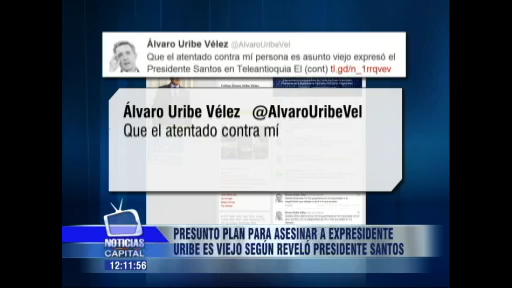 Álvaro Uribe Vélez @AlvaroUribeVel
Que el atentado contra mí persona es asunto viejo expresó el
Presidente Santos en Teleantioquia El (cont) tl.gd/n_1rrqvev
Álvaro Uribe Vélez @AlvaroUribeVel
Que el atentado contra mí
PRESUNTO PLAN PARA ASESINAR A EXPRESIDENTE
URIBE ES VIEJO SEGÚN REVELÓ PRESIDENTE SANTOS
NOTICIAS
CAPITAL
12:11:56